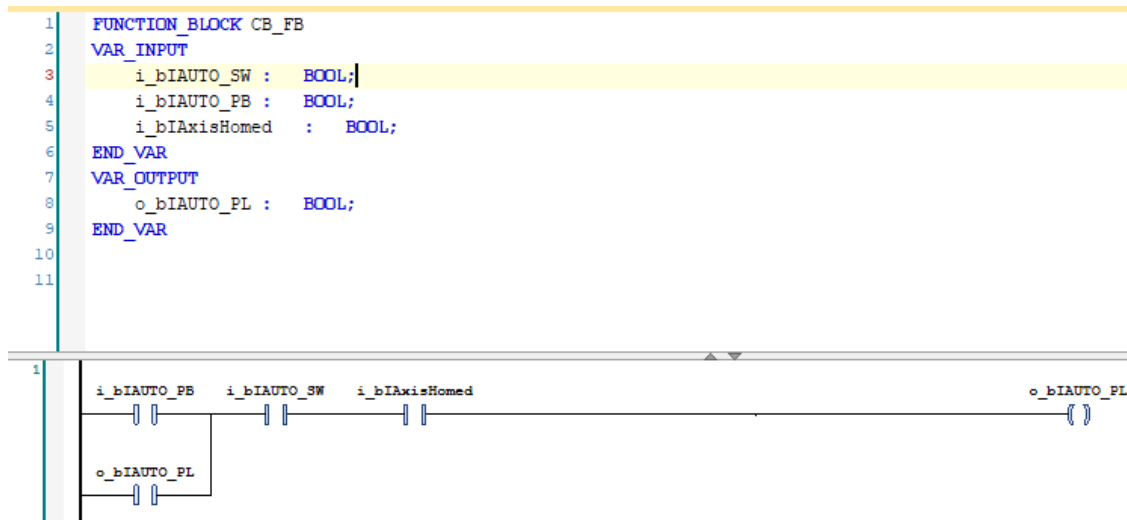 1 FUNCTION_BLOCK CB_FB
2 VAR_INPUT
3 i_bIAUTO_SW : BOOL;
4 i_bIAUTO_PB : BOOL;
5 i_bIAxisHomed : BOOL;
6 END_VAR
7 VAR_OUTPUT
8 o_bIAUTO_PL : BOOL;
9 END_VAR
10
11
1
i_bIAUTO_PB i_bIAUTO_SW i_bIAxisHomed o_bIAUTO_PL
o_bIAUTO_PL